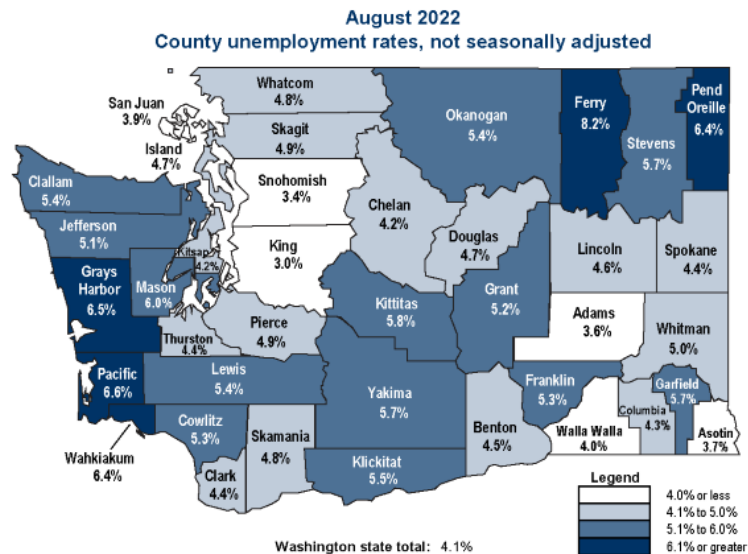 August 2022
County unemployment rates, not seasonally adjusted
Whatcom
4.8%
San Juan
3.9%
Skagit
4.9%
Island
4.7%
Okanogan
5.4%
Ferry
8.2%
Stevens
5.7%
Pend
Oreille
6.4%
Clallam
5.4%
Snohomish
3.4%
Chelan
4.2%
Jefferson
5.1%
Kitsap
4.2%
King
3.0%
Douglas
4.7%
Lincoln
4.6%
Spokane
4.4%
Grays
Harbor
6.5%
Mason
6.0%
Kittitas
5.8%
Grant
5.2%
Adams
3.6%
Whitman
5.0%
Pierce
4.9%
Thurston
4.4%
Pacific
6.6%
Lewis
5.4%
Yakima
5.7%
Franklin
5.3%
Garfield
5.7%
Columbia
4.3%
Benton
4.5%
Walla Walla
4.0%
Asotin
3.7%
Wahkiakum
6.4%
Cowlitz
5.3%
Skamania
4.8%
Clark
4.4%
Klickitat
5.5%
Legend
4.0% or less
4.1% to 5.0%
5.1% to 6.0%
6.1% or greater
Washington state total: 4.1%